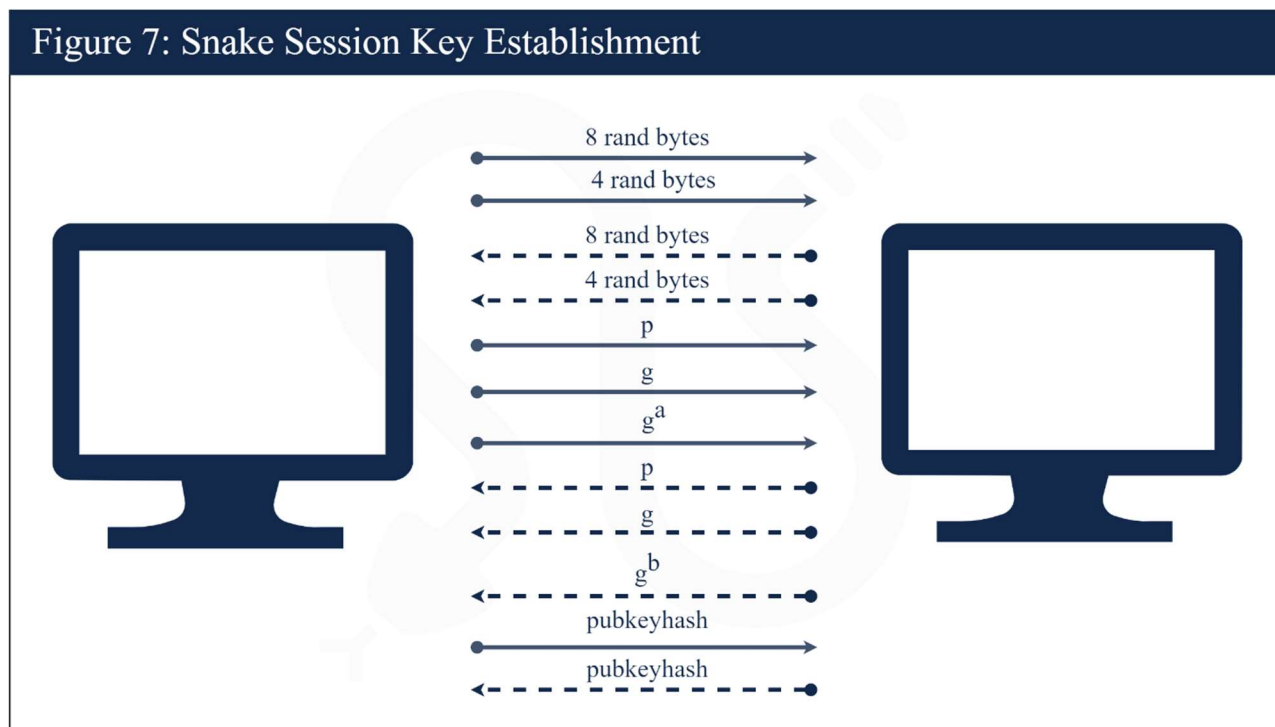 Figure 7: Snake Session Key Establishment
8 rand bytes
4 rand bytes
8 rand bytes
4 rand bytes
p
g
g^a
p
g
g^b
pubkeyhash
pubkeyhash